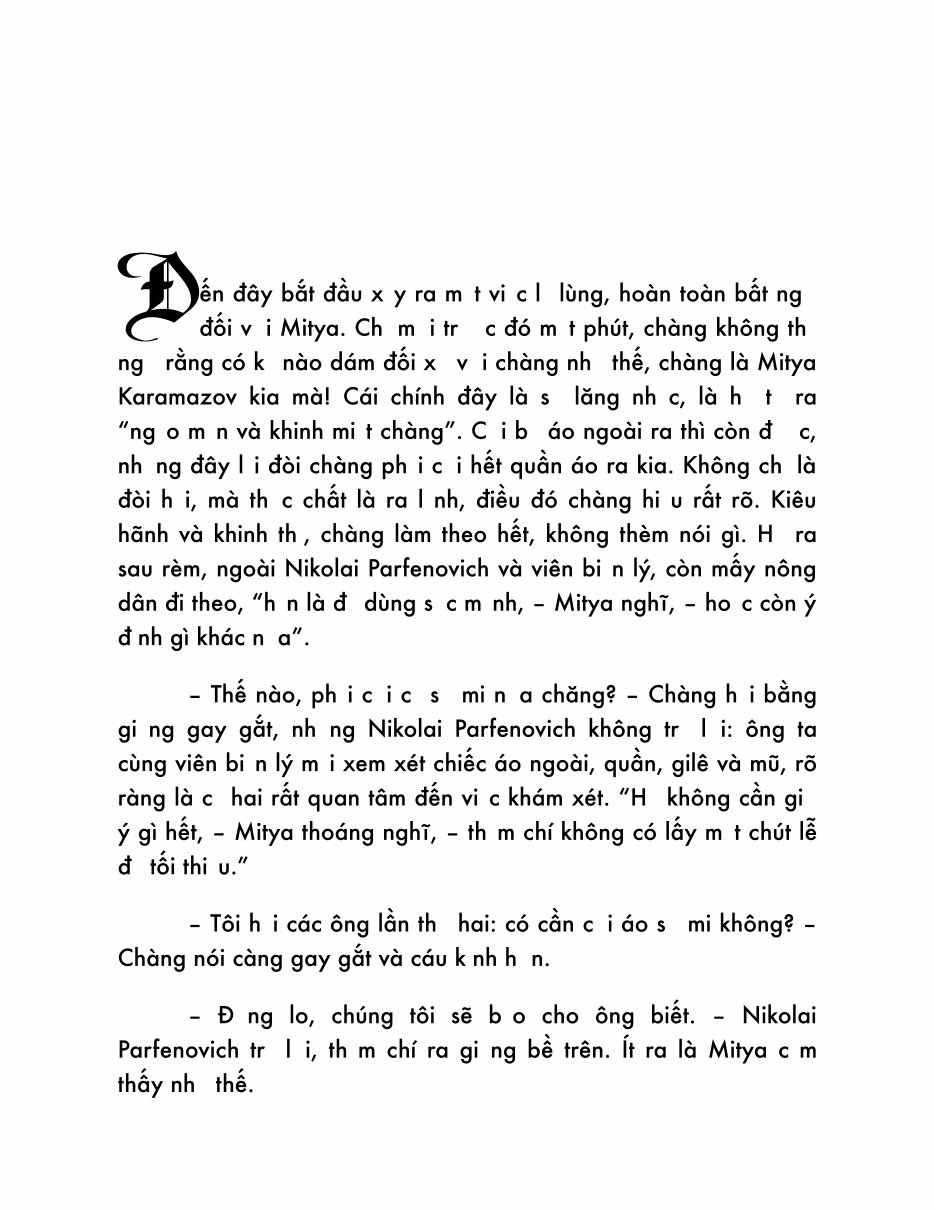 Đến đây bắt đầu x y ra m t vi c l lùng, hoàn toàn bất ng
đối v i Mitya. Ch m i tr c đó m t phút, chàng không th
ng rằng có k nào dám đối x v i chàng nh thế, chàng là Mitya
Karamazov kia mà! Cái chính đây là s lăng nh c, là h t ra
“ng o m n và khinh mi t chàng”. C i b áo ngoài ra thì còn đ c,
nh ng đây l i đòi chàng ph i c i hết quần áo ra kia. Không ch là
đòi h i, mà th c chất là ra l nh, điều đó chàng hi u rất rõ. Kiêu
hãnh và khinh th , chàng làm theo hết, không thèm nói gì. H ra
sau rèm, ngoài Nikolai Parfenovich và viên bi n lý, còn mấy nông
dân đi theo, “h n là đ dùng s c m nh, – Mitya nghĩ, – ho c còn ý
đ nh gì khác n a”.
– Thế nào, ph i c i c s mi n a chăng? – Chàng h i bằng
gi ng gay gắt, nh ng Nikolai Parfenovich không tr l i: ông ta
cùng viên bi n lý m i xem xét chiếc áo ngoài, quần, gilê và mũ, rõ
ràng là c hai rất quan tâm đến vi c khám xét. “H không cần gi
ý gì hết, – Mitya thoáng nghĩ, – th m chí không có lấy m t chút lễ
đ tối thi u.”
– Tôi h i các ông lần th hai: có cần c i áo s mi không? –
Chàng nói càng gay gắt và cáu k nh h n.
– Đ ng lo, chúng tôi sẽ b o cho ông biết. – Nikolai
Parfenovich tr l i, th m chí ra gi ng bề trên. Ít ra là Mitya c m
thấy nh thế.